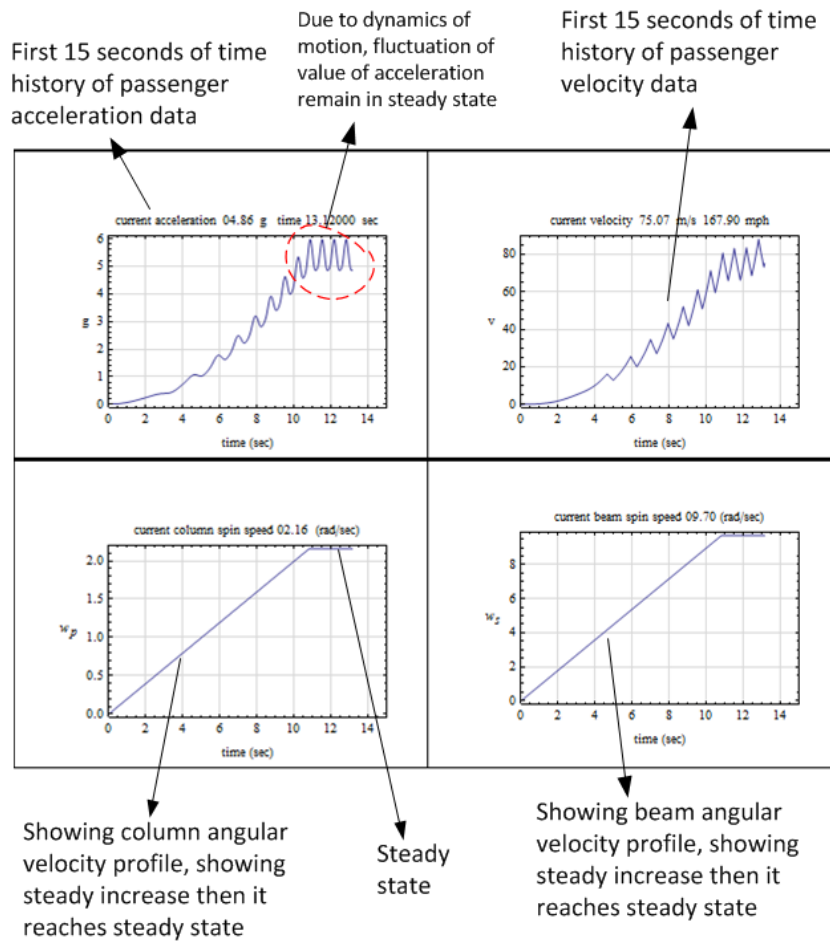 First 15 seconds of time
history of passenger
acceleration data
Due to dynamics of
motion, fluctuation of
value of acceleration
remain in steady state
First 15 seconds of time
history of passenger
velocity data
current acceleration 04.86 g time 13.12000 sec
6
5
4
3
2
1
0
g
0 2 4 6 8 10 12 14
time (sec)
current velocity 75.07 m/s 167.90 mph
80
60
40
20
0
v
0 2 4 6 8 10 12 14
time (sec)
current column spin speed 02.16 (rad/sec)
2.0
1.5
1.0
0.5
0.0
wp
0 2 4 6 8 10 12 14
time (sec)
current beam spin speed 09.70 (rad/sec)
8
6
4
2
0
ws
0 2 4 6 8 10 12 14
time (sec)
Showing column angular
velocity profile, showing
steady increase then it
reaches steady state
Steady
state
Showing beam angular
velocity profile, showing
steady increase then it
reaches steady state